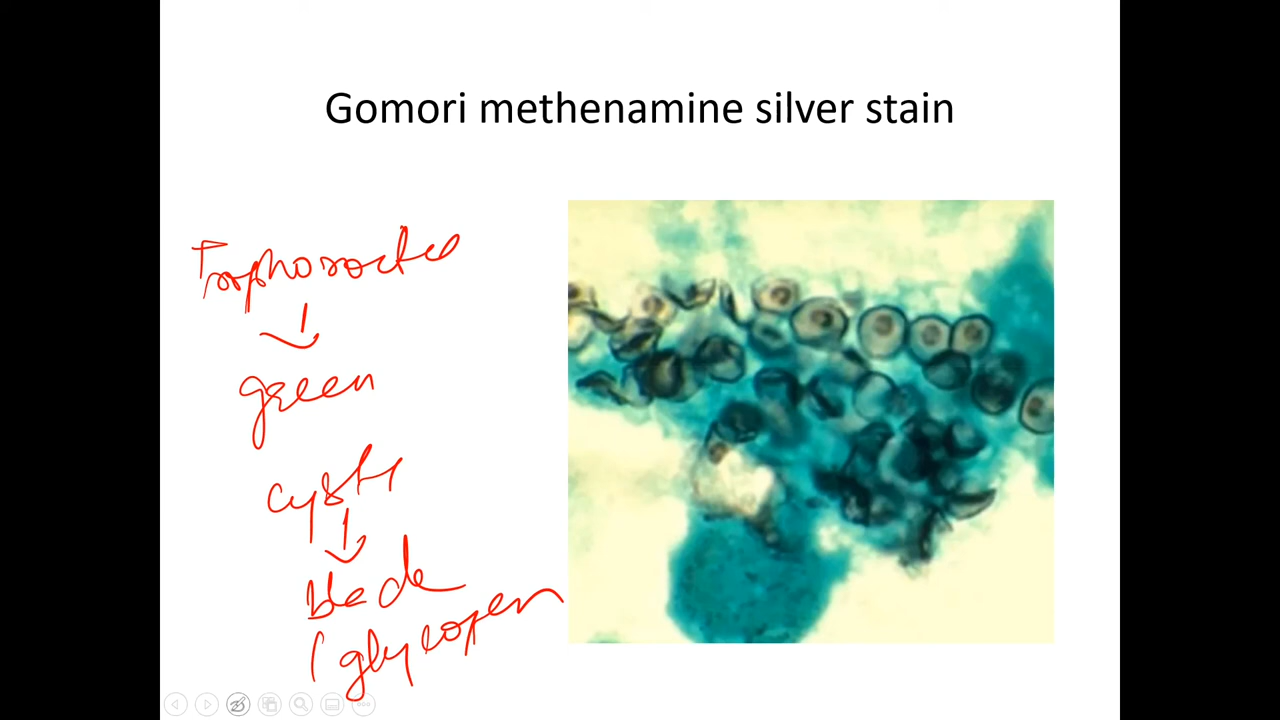 Gomori methenamine silver stain
Trophozoites
green
cysts
black
(glycogen